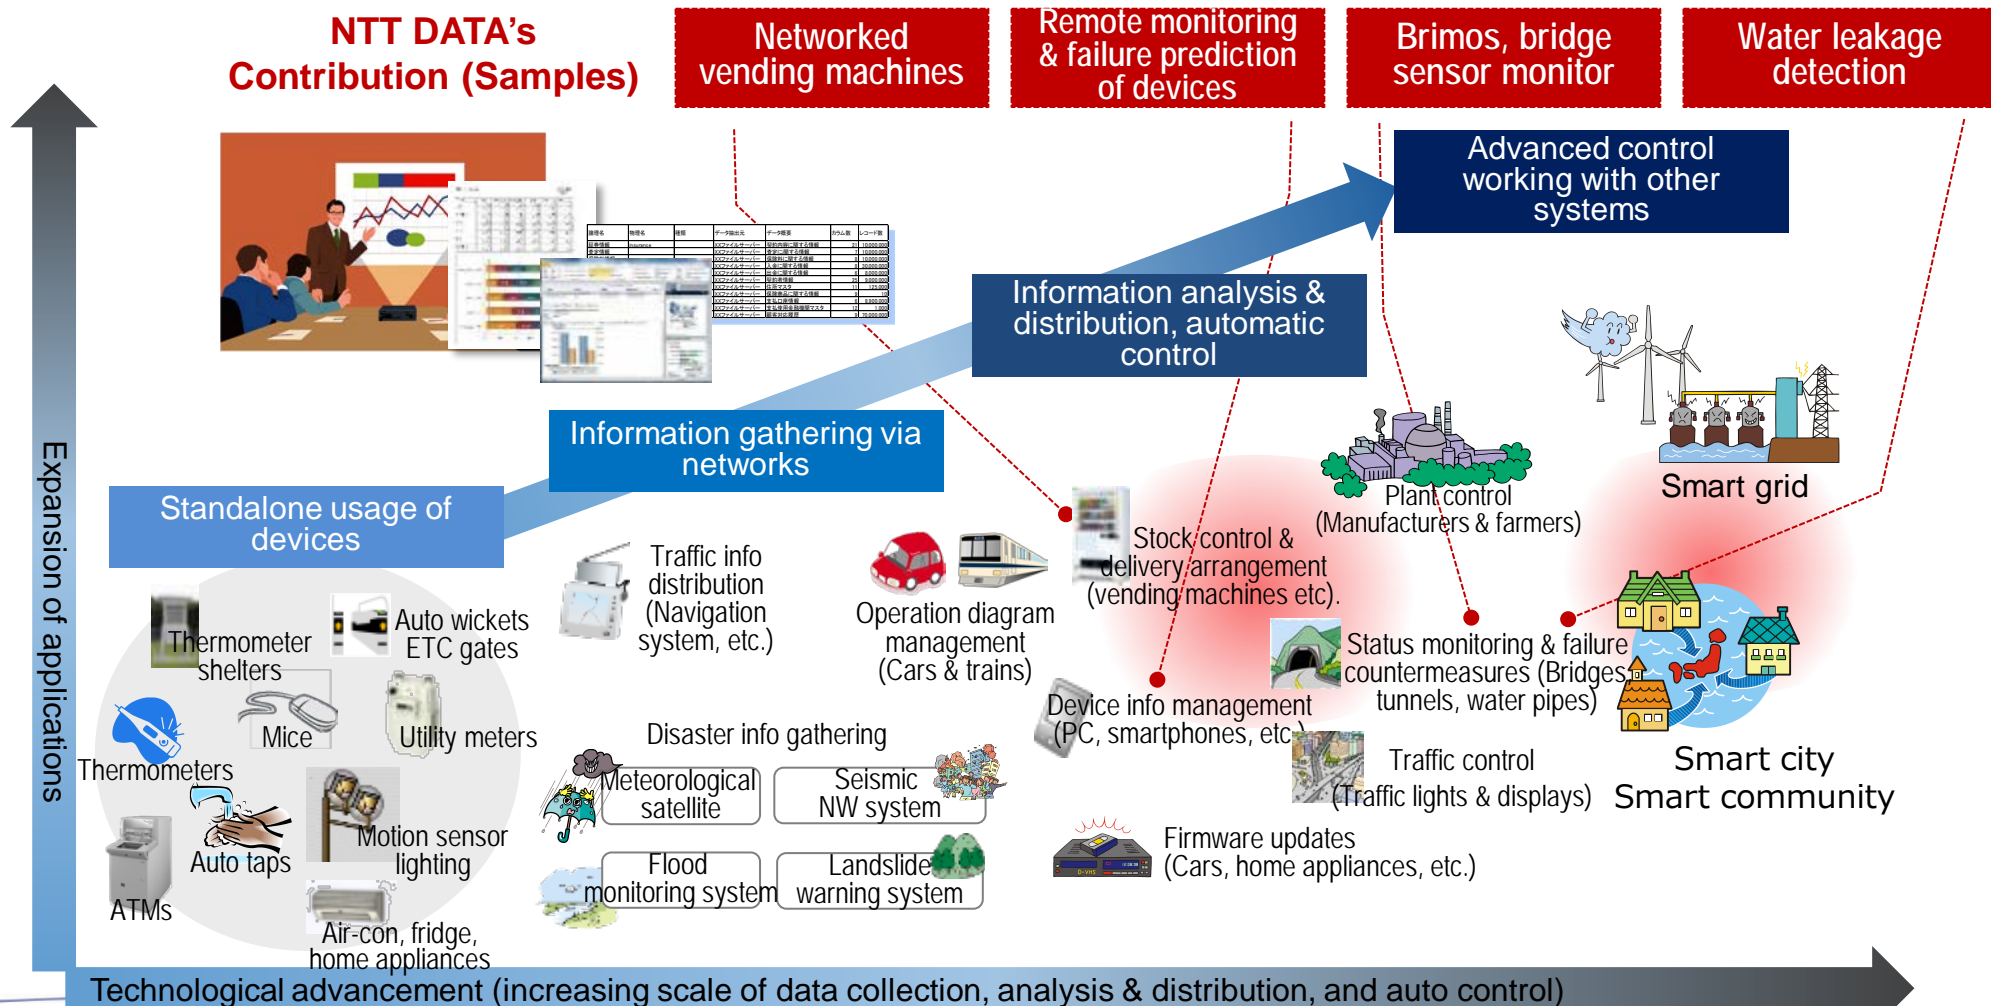 NTT DATA's
Contribution (Samples)
Networked
vending machines
Remote monitoring
& failure prediction
of devices
Brimos, bridge
sensor monitor
Water leakage
detection
Advanced control
working with other
systems
Information analysis &
distribution, automatic
control
Information gathering via
networks
Standalone usage of
devices
Expansion of applications
Thermometer
shelters
Auto wickets
ETC gates
Mice
Utility meters
Thermometers
Auto taps
Motion sensor
lighting
ATMs
Air-con, fridge,
home appliances
Traffic info
distribution
(Navigation
system, etc.)
Operation diagram
management
(Cars & trains)
Disaster info gathering
Meteorological
satellite
Seismic
NW system
Flood
monitoring system
Landslide
warning system
Stock control &
delivery arrangement
(vending machines etc).
Device info management
(PC, smartphones, etc
Firmware updates
(Cars, home appliances, etc.)
Plant control
(Manufacturers & farmers)
Status monitoring & failure
countermeasures (Bridges
tunnels, water pipes)
Traffic control
(Traffic lights & displays)
Smart grid
Smart city
Smart community
Technological advancement (increasing scale of data collection, analysis & distribution, and auto control)